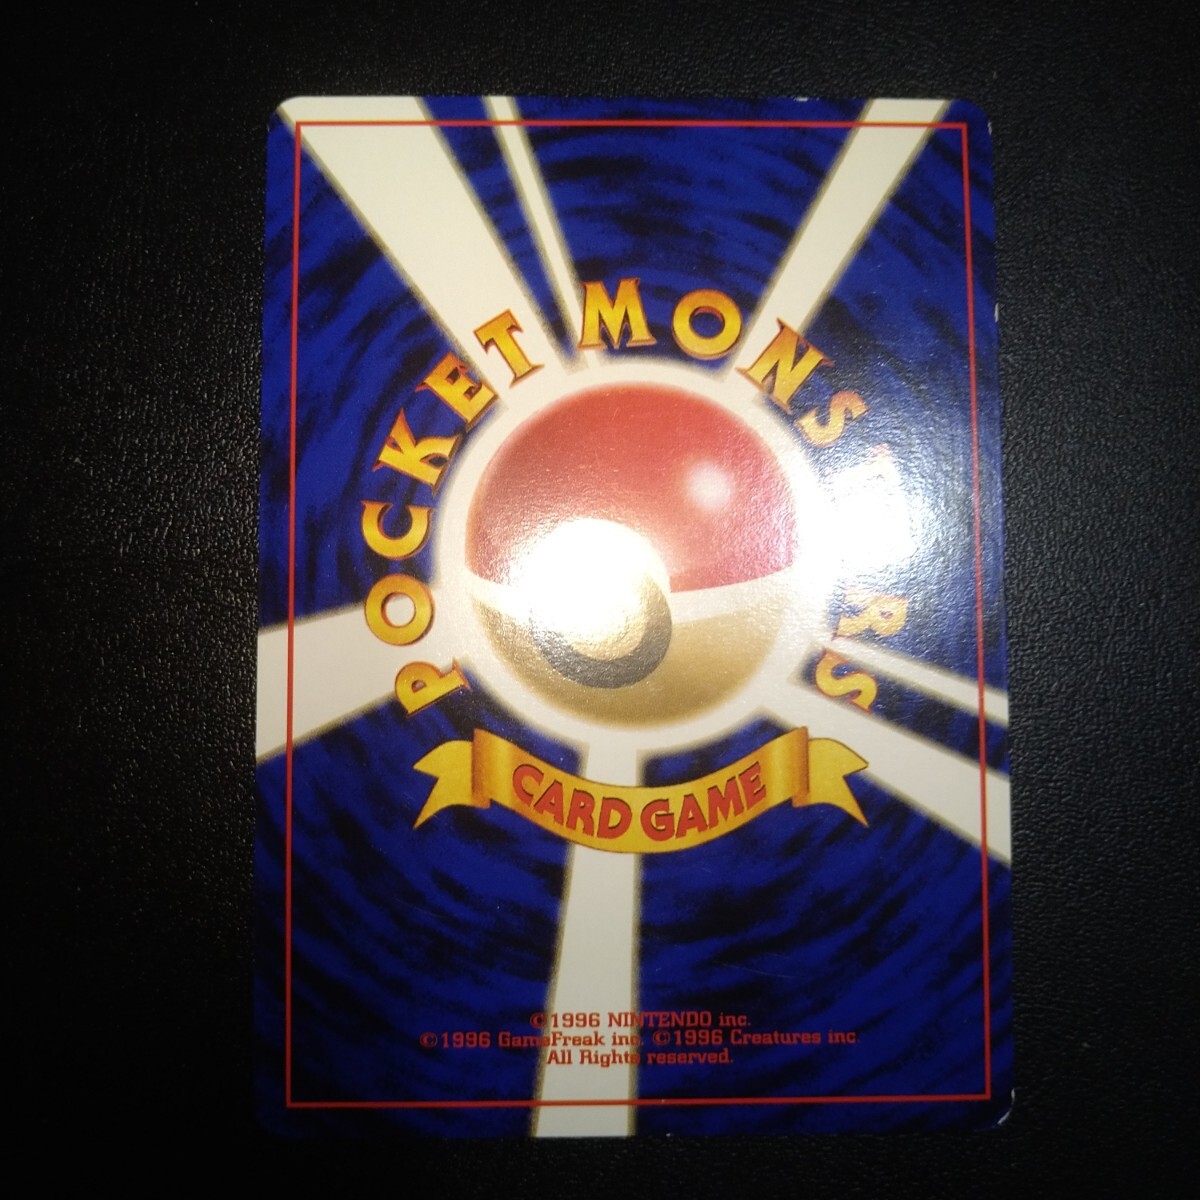 POCKET MONSTERS
CARD GAME
©1996 NINTENDO inc.
©1996 GameFreak inc. ©1996 Creatures inc.
All Rights reserved.